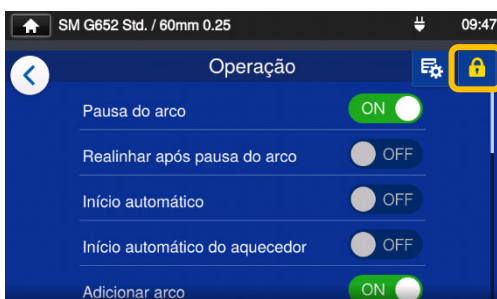 SM G652 Std. / 60mm 0.25 09:47
Operação
Pausa do arco ON
Realinhar após pausa do arco OFF
Início automático OFF
Início automático do aquecedor OFF
Adicionar arco ON